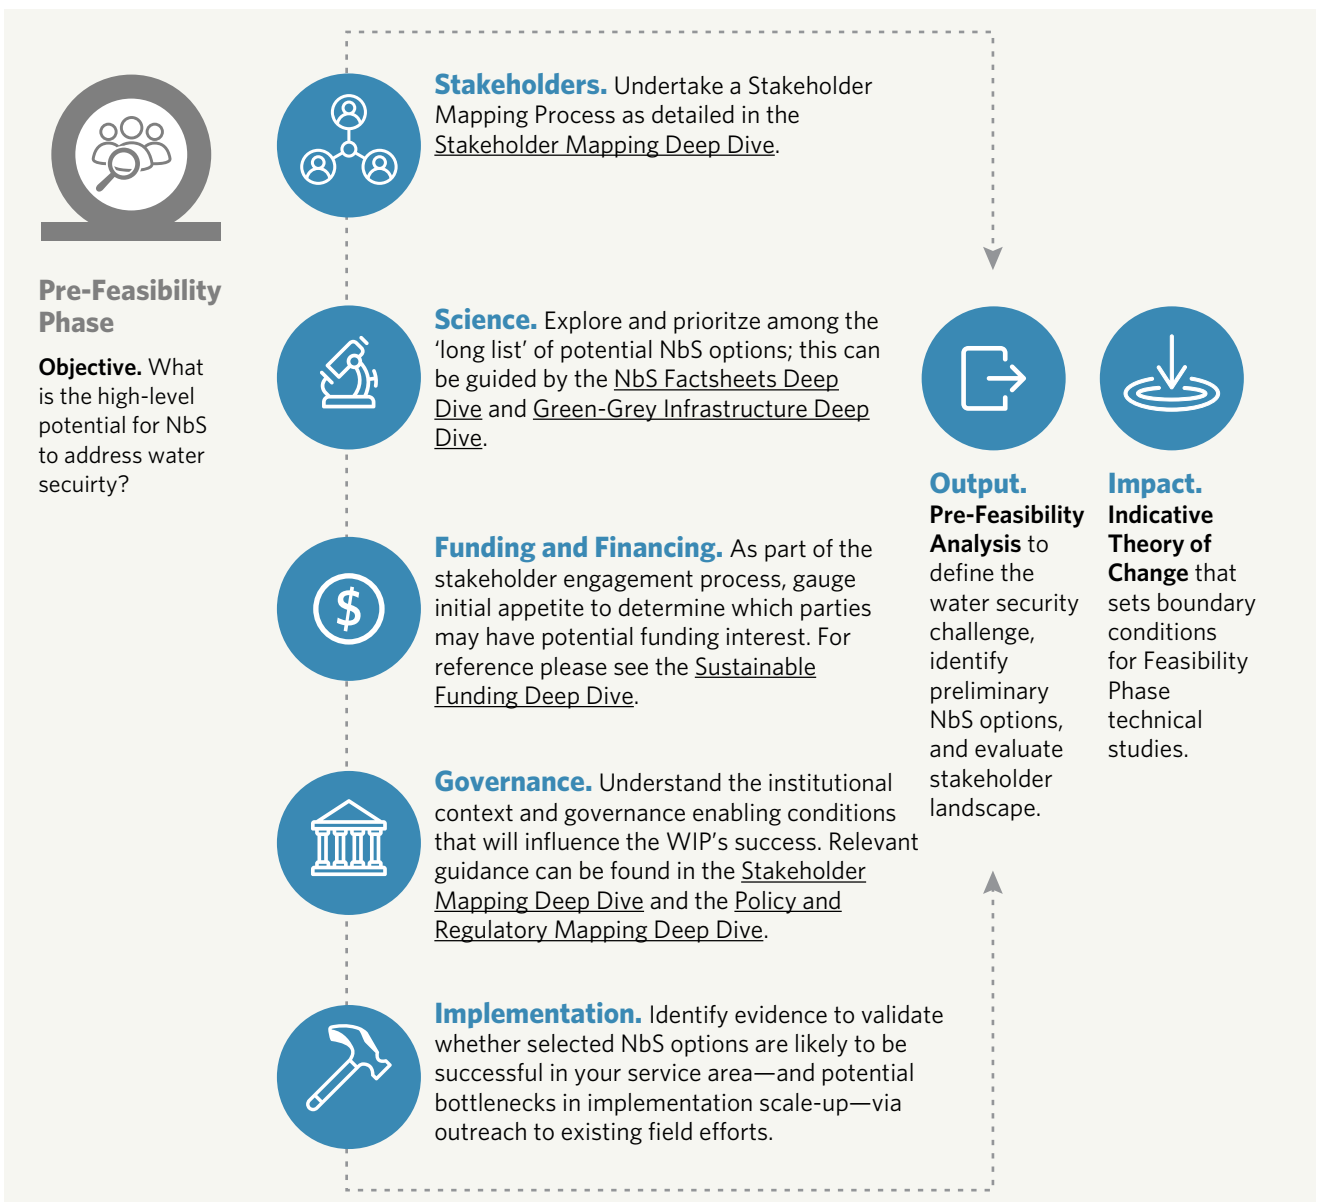 Pre-Feasibility
Phase
Objective. What
is the high-level
potential for NbS
to address water
secuirty?
Stakeholders. Undertake a Stakeholder
Mapping Process as detailed in the
Stakeholder Mapping Deep Dive.
Science. Explore and prioritze among the
‘long list’ of potential NbS options; this can
be guided by the NbS Factsheets Deep
Dive and Green-Grey Infrastructure Deep
Dive.
Funding and Financing. As part of the
stakeholder engagement process, gauge
initial appetite to determine which parties
may have potential funding interest. For
reference please see the Sustainable
Funding Deep Dive.
Governance. Understand the institutional
context and governance enabling conditions
that will influence the WIP’s success. Relevant
guidance can be found in the Stakeholder
Mapping Deep Dive and the Policy and
Regulatory Mapping Deep Dive.
Implementation. Identify evidence to validate
whether selected NbS options are likely to be
successful in your service area—and potential
bottlenecks in implementation scale-up—via
outreach to existing field efforts.
Output.
Pre-Feasibility
Analysis to
define the
water security
challenge,
identify
preliminary
NbS options,
and evaluate
stakeholder
landscape.
Impact.
Indicative
Theory of
Change that
sets boundary
conditions
for Feasibility
Phase
technical
studies.
$